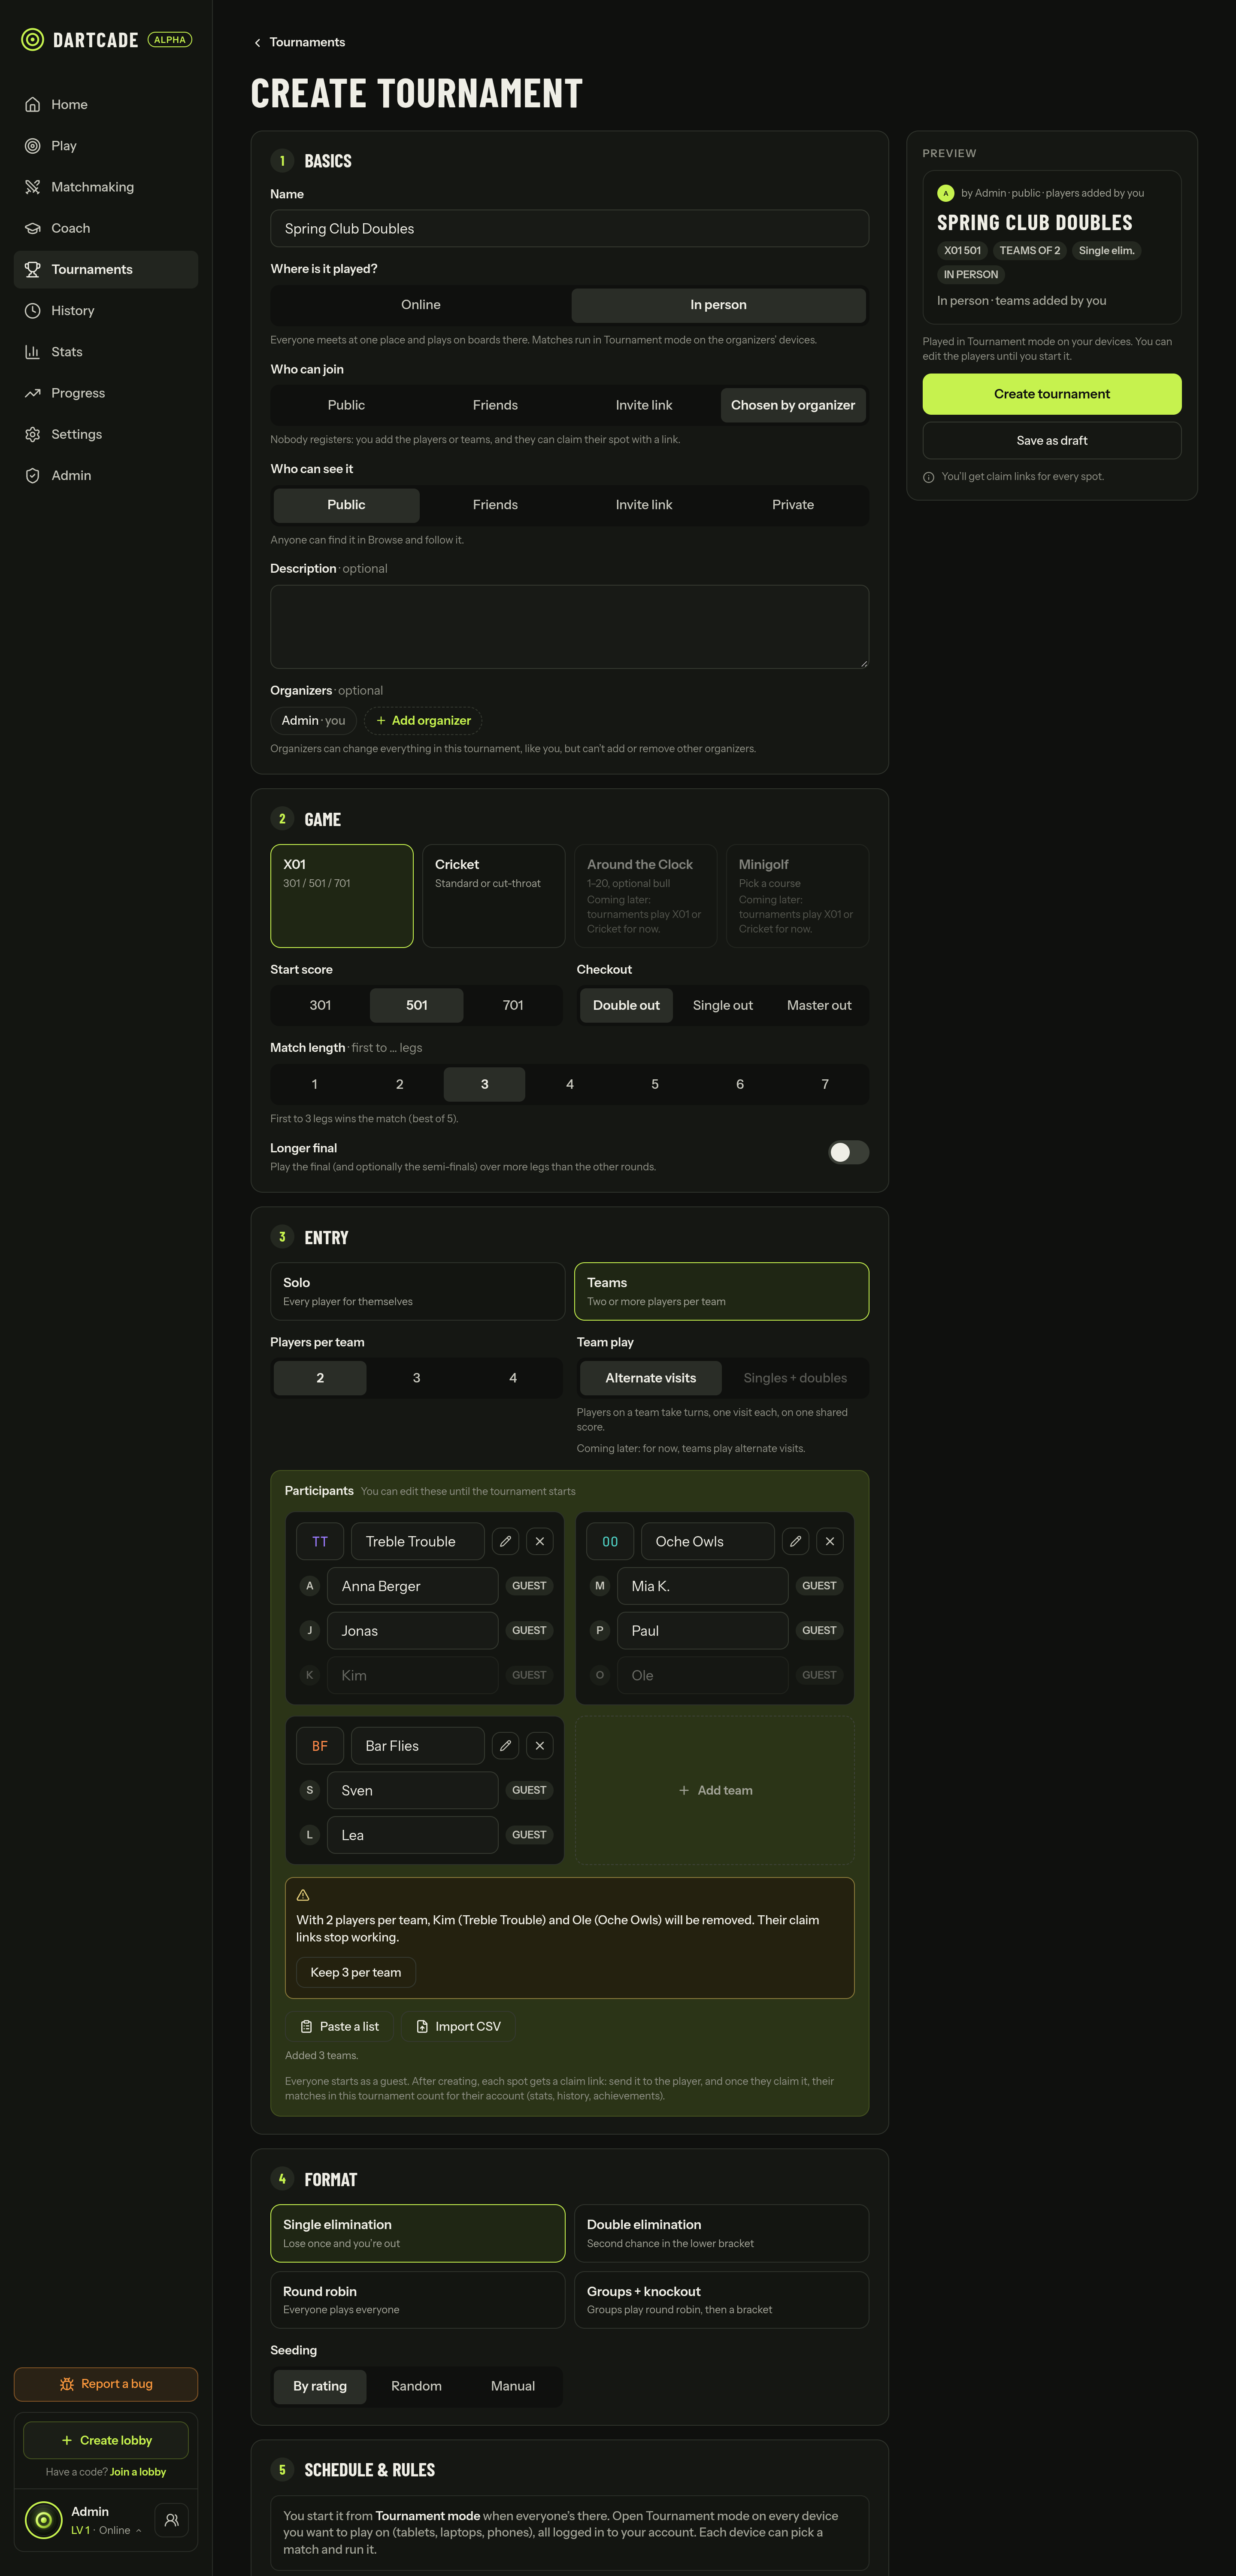 DARTCADE ALPHA
Home
Play
Matchmaking
Coach
Tournaments
History
Stats
Progress
Settings
Admin
Report a bug
Create lobby
Have a code? Join a lobby
Admin
LV 1 · Online
Tournaments
CREATE TOURNAMENT
1 BASICS
Name
Spring Club Doubles
Where is it played?
Online In person
Everyone meets at one place and plays on boards there. Matches run in Tournament mode on the organizers' devices.
Who can join
Public Friends Invite link Chosen by organizer
Nobody registers: you add the players or teams, and they can claim their spot with a link.
Who can see it
Public Friends Invite link Private
Anyone can find it in Browse and follow it.
Description · optional
Organizers · optional
Admin · you + Add organizer
Organizers can change everything in this tournament, like you, but can't add or remove other organizers.
2 GAME
X01
301 / 501 / 701
Cricket
Standard or cut-throat
Around the Clock
1–20, optional bull
Coming later:
tournaments play X01 or
Cricket for now.
Minigolf
Pick a course
Coming later:
tournaments play X01 or
Cricket for now.
Start score
301 501 701
Checkout
Double out Single out Master out
Match length · first to … legs
1 2 3 4 5 6 7
First to 3 legs wins the match (best of 5).
Longer final
Play the final (and optionally the semi-finals) over more legs than the other rounds.
3 ENTRY
Solo
Every player for themselves
Teams
Two or more players per team
Players per team
2 3 4
Team play
Alternate visits Singles + doubles
Players on a team take turns, one visit each, on one shared
score.
Coming later: for now, teams play alternate visits.
Participants You can edit these until the tournament starts
TT Treble Trouble
A Anna Berger GUEST
J Jonas GUEST
K Kim GUEST
OO Oche Owls
M Mia K. GUEST
P Paul GUEST
O Ole GUEST
BF Bar Flies
S Sven GUEST
L Lea GUEST
+ Add team
With 2 players per team, Kim (Treble Trouble) and Ole (Oche Owls) will be removed. Their claim
links stop working.
Keep 3 per team
Paste a list Import CSV
Added 3 teams.
Everyone starts as a guest. After creating, each spot gets a claim link: send it to the player, and once they claim it, their
matches in this tournament count for their account (stats, history, achievements).
4 FORMAT
Single elimination
Lose once and you're out
Double elimination
Second chance in the lower bracket
Round robin
Everyone plays everyone
Groups + knockout
Groups play round robin, then a bracket
Seeding
By rating Random Manual
5 SCHEDULE & RULES
You start it from Tournament mode when everyone's there. Open Tournament mode on every device
you want to play on (tablets, laptops, phones), all logged in to your account. Each device can pick a
match and run it.
PREVIEW
A by Admin · public · players added by you
SPRING CLUB DOUBLES
X01 501 TEAMS OF 2 Single elim.
IN PERSON
In person · teams added by you
Played in Tournament mode on your devices. You can
edit the players until you start it.
Create tournament
Save as draft
You'll get claim links for every spot.